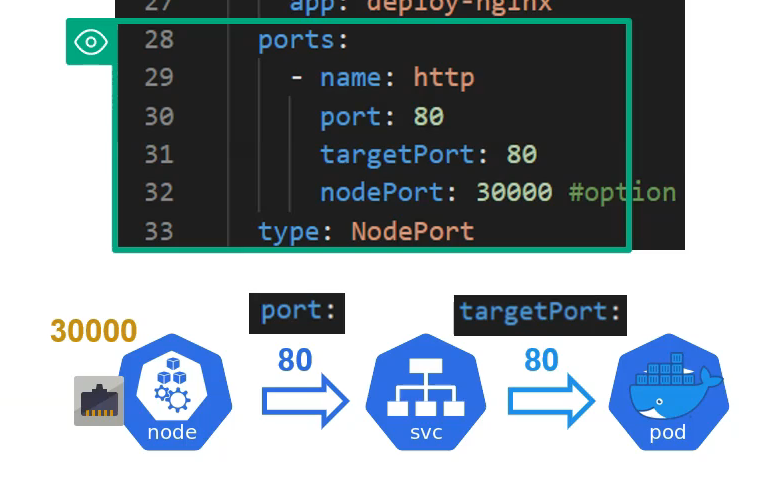 27 app: deploy-nginx
28 ports:
29 - name: http
30 port: 80
31 targetPort: 80
32 nodePort: 30000 #option
33 type: NodePort
port: targetPort:
30000
80 80
node svc pod